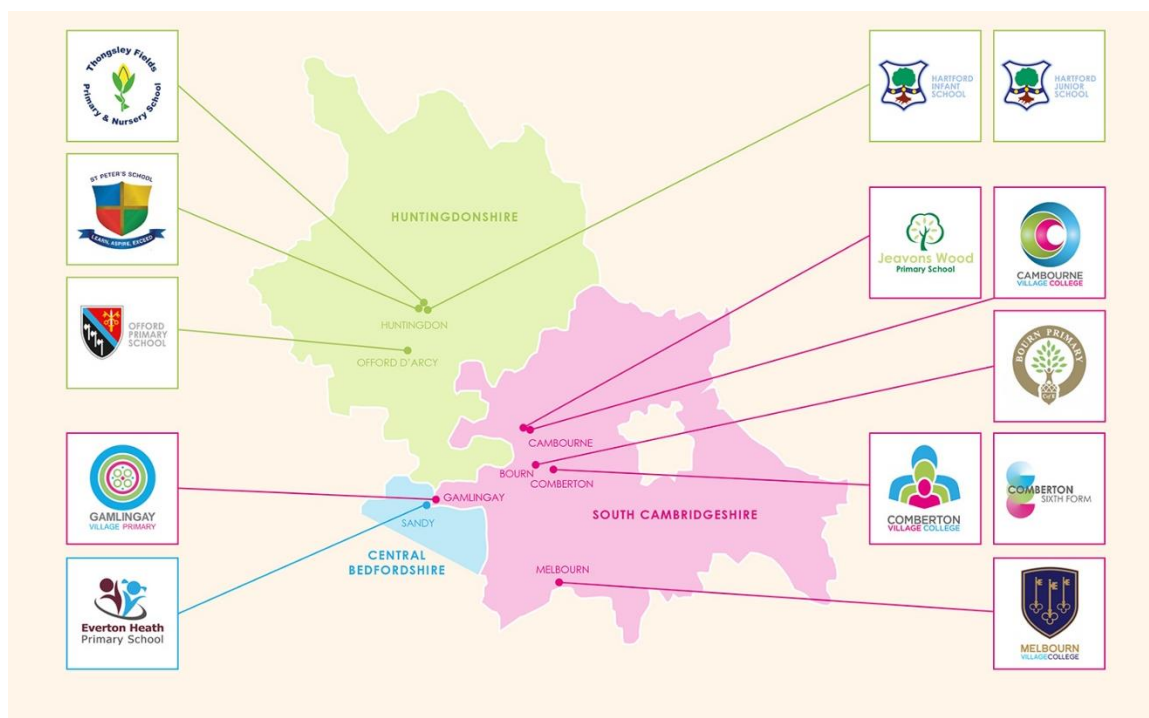 Thongsley Fields
Primary & Nursery School
ST PETER'S SCHOOL
LEARN, ASPIRE, EXCEED
OFFORD
PRIMARY
SCHOOL
GAMLINGAY
VILLAGE PRIMARY
Everton Heath
Primary School
HUNTINGDONSHIRE
HUNTINGDON
OFFORD D'ARCY
CAMBOURNE
BOURN
COMBERTON
GAMLINGAY
SANDY
SOUTH CAMBRIDGESHIRE
CENTRAL
BEDFORDSHIRE
MELBOURN
HARTFORD
INFANT
SCHOOL
HARTFORD
JUNIOR
SCHOOL
Jeavons Wood
Primary School
CAMBOURNE
VILLAGE COLLEGE
BOURN PRIMARY
CofE
COMBERTON
VILLAGE COLLEGE
COMBERTON
SIXTH FORM
MELBOURN
VILLAGECOLLEGE